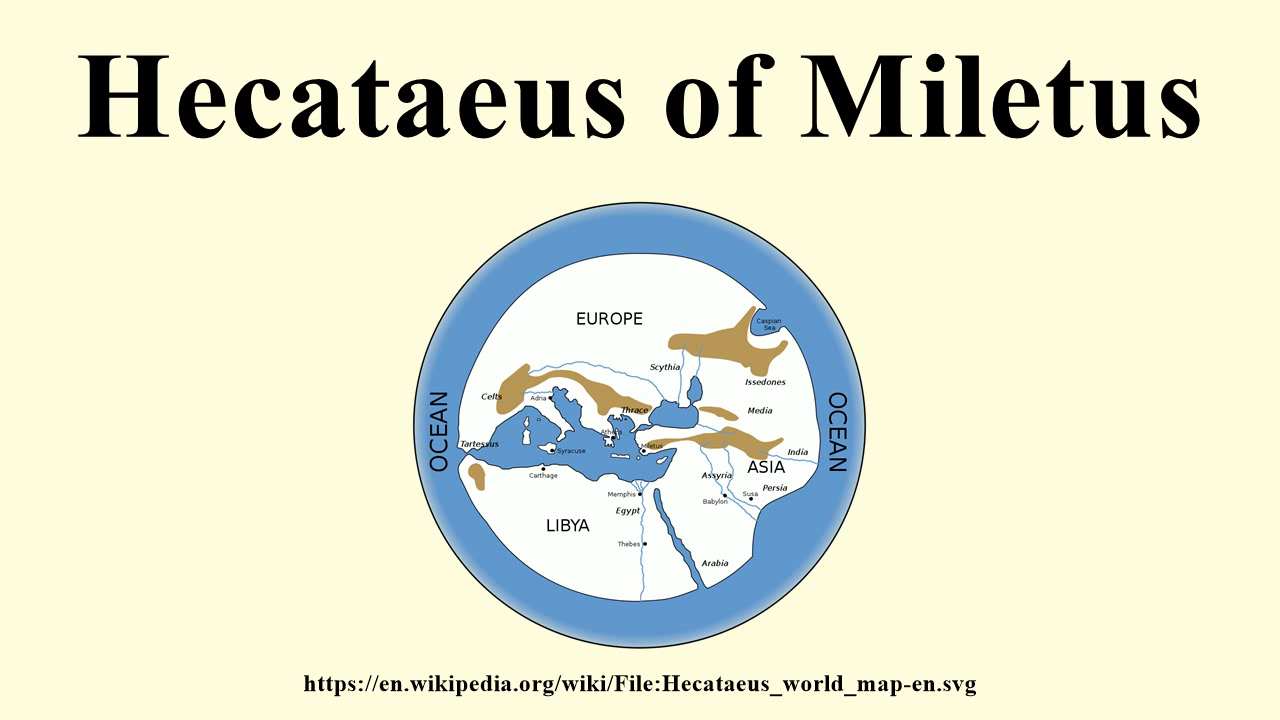 Hecataeus of Miletus
EUROPE
Caspian
Sea
Scythia
Issedones
Celts
Adria
Thrace
Media
OCEAN
OCEAN
Athens
Tartessus
Syracuse
Miletus
India
ASIA
Carthage
Assyria
Persia
Memphis
Babylon
Susa
Egypt
LIBYA
Thebes
Arabia
https://en.wikipedia.org/wiki/File:Hecataeus_world_map-en.svg